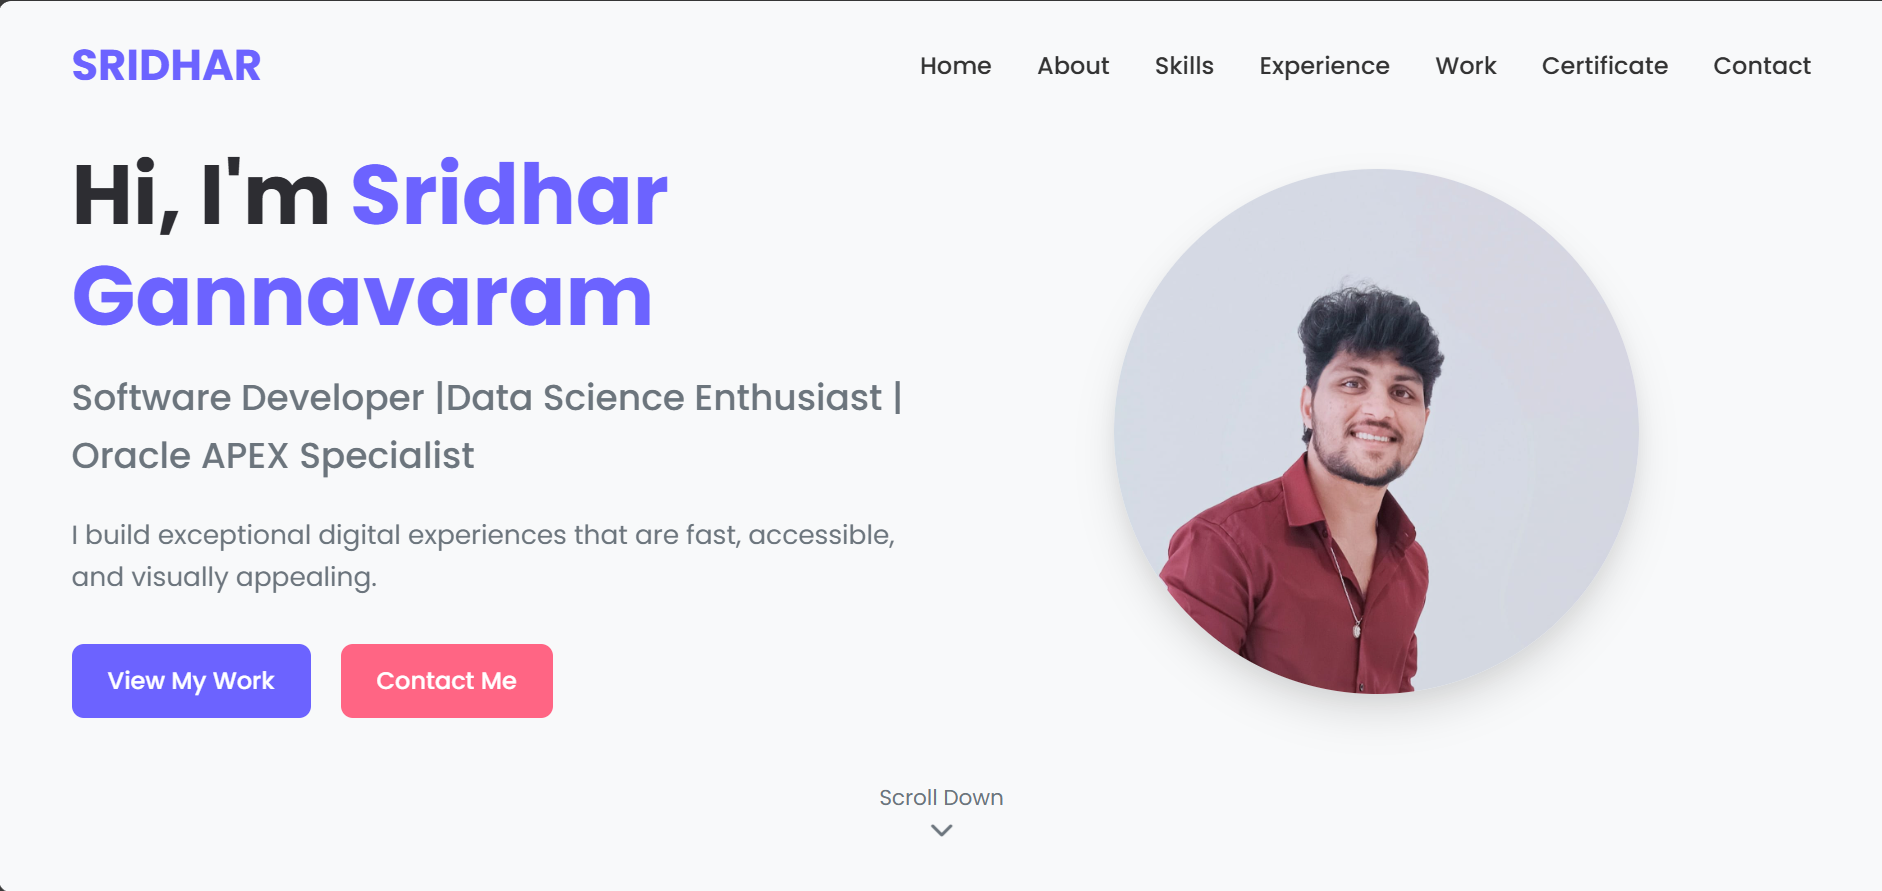 SRIDHAR
Home About Skills Experience Work Certificate Contact
Hi, I'm Sridhar
Gannavaram
Software Developer |Data Science Enthusiast |
Oracle APEX Specialist
I build exceptional digital experiences that are fast, accessible,
and visually appealing.
View My Work Contact Me
Scroll Down